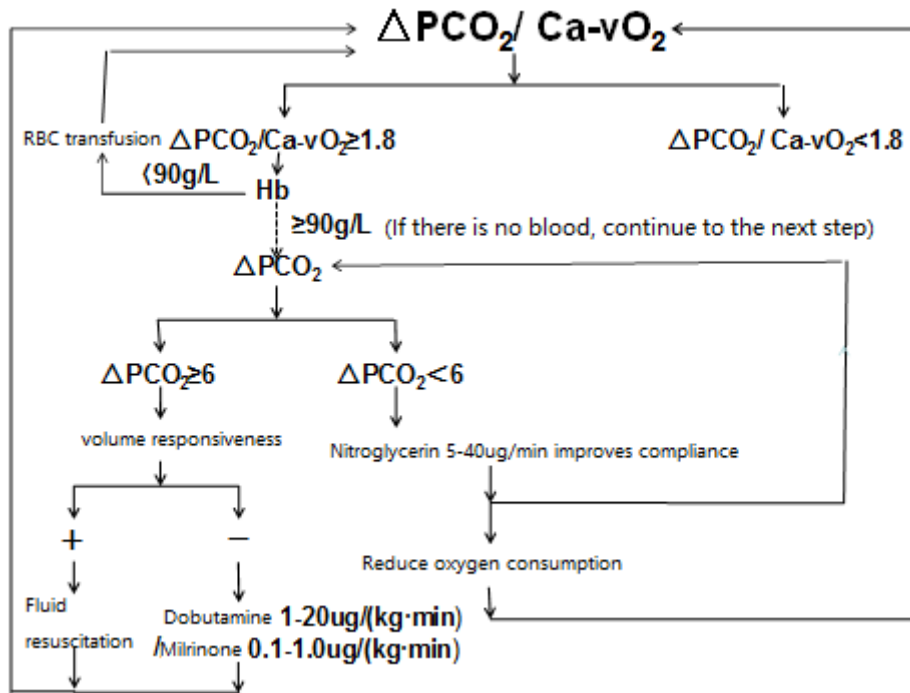 △PCO₂/ Ca-vO₂
RBC transfusion △PCO₂/Ca-vO₂≥1.8
△PCO₂/ Ca-vO₂<1.8
<90g/L
Hb
≥90g/L (If there is no blood, continue to the next step)
△PCO₂
△PCO₂≥6
△PCO₂<6
volume responsiveness
Nitroglycerin 5-40ug/min improves compliance
+
−
Reduce oxygen consumption
Fluid
resuscitation
Dobutamine 1-20ug/(kg·min)
/Milrinone 0.1-1.0ug/(kg·min)